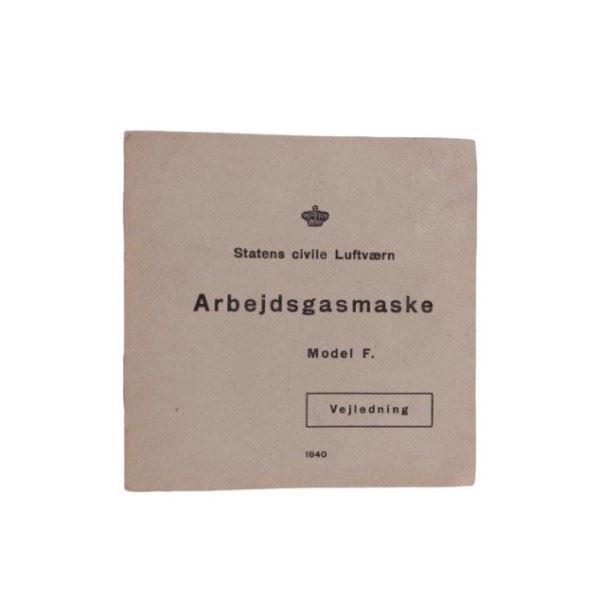 Statens civile Luftværn
Arbejdsgasmaske
Model F.
Vejledning
1940